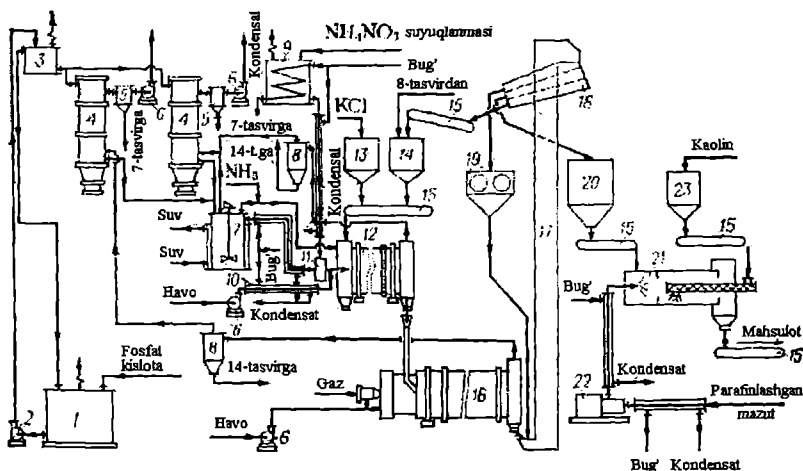 Kondensat
NH₄NO₃ suyuqlanmasi
Bug'
8-tasvirdan
3
9
5
6
5
6
4
4
KCl
15
18
7-tasvirga
7-tasvirga
14-t.ga
8
13
14
19
Kaolin
NH₃
Kondensat
20
23
15
17
Suv
7
11
12
15
15
21
Suv
Bug'
10
Bug'
Havo
6
Kondensat
Mahsulot
15
Fosfat
kislota
8
14-tasvirga
Kondensat
Gaz
16
22
Parafinlashgan
mazut
2
1
Havo
6
Bug'
Kondensat